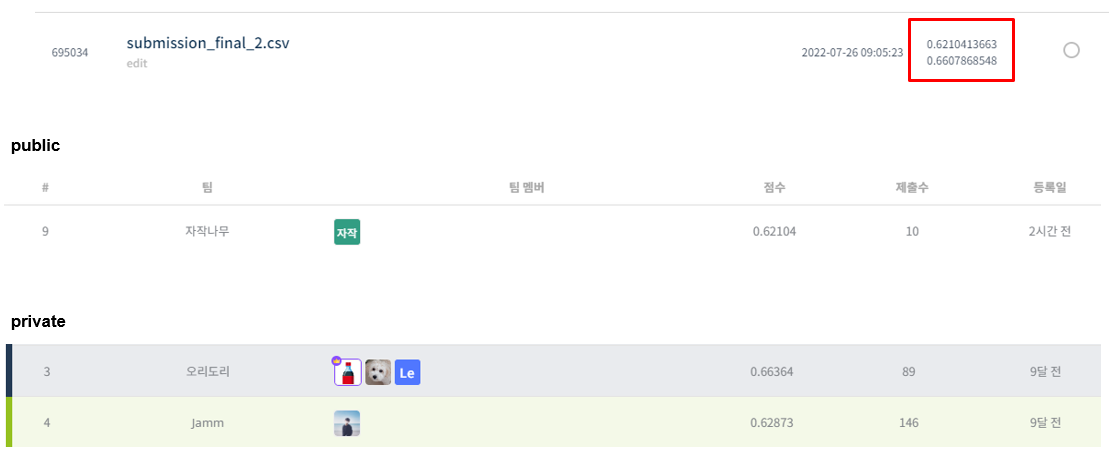 695034 submission_final_2.csv 2022-07-26 09:05:23 0.6210413663
edit 0.6607868548
public
# 팀 팀 멤버 점수 제출수 등록일
9 자작나무 자작 0.62104 10 2시간 전
private
3 오리도리 Le 0.66364 89 9달 전
4 Jamm 0.62873 146 9달 전